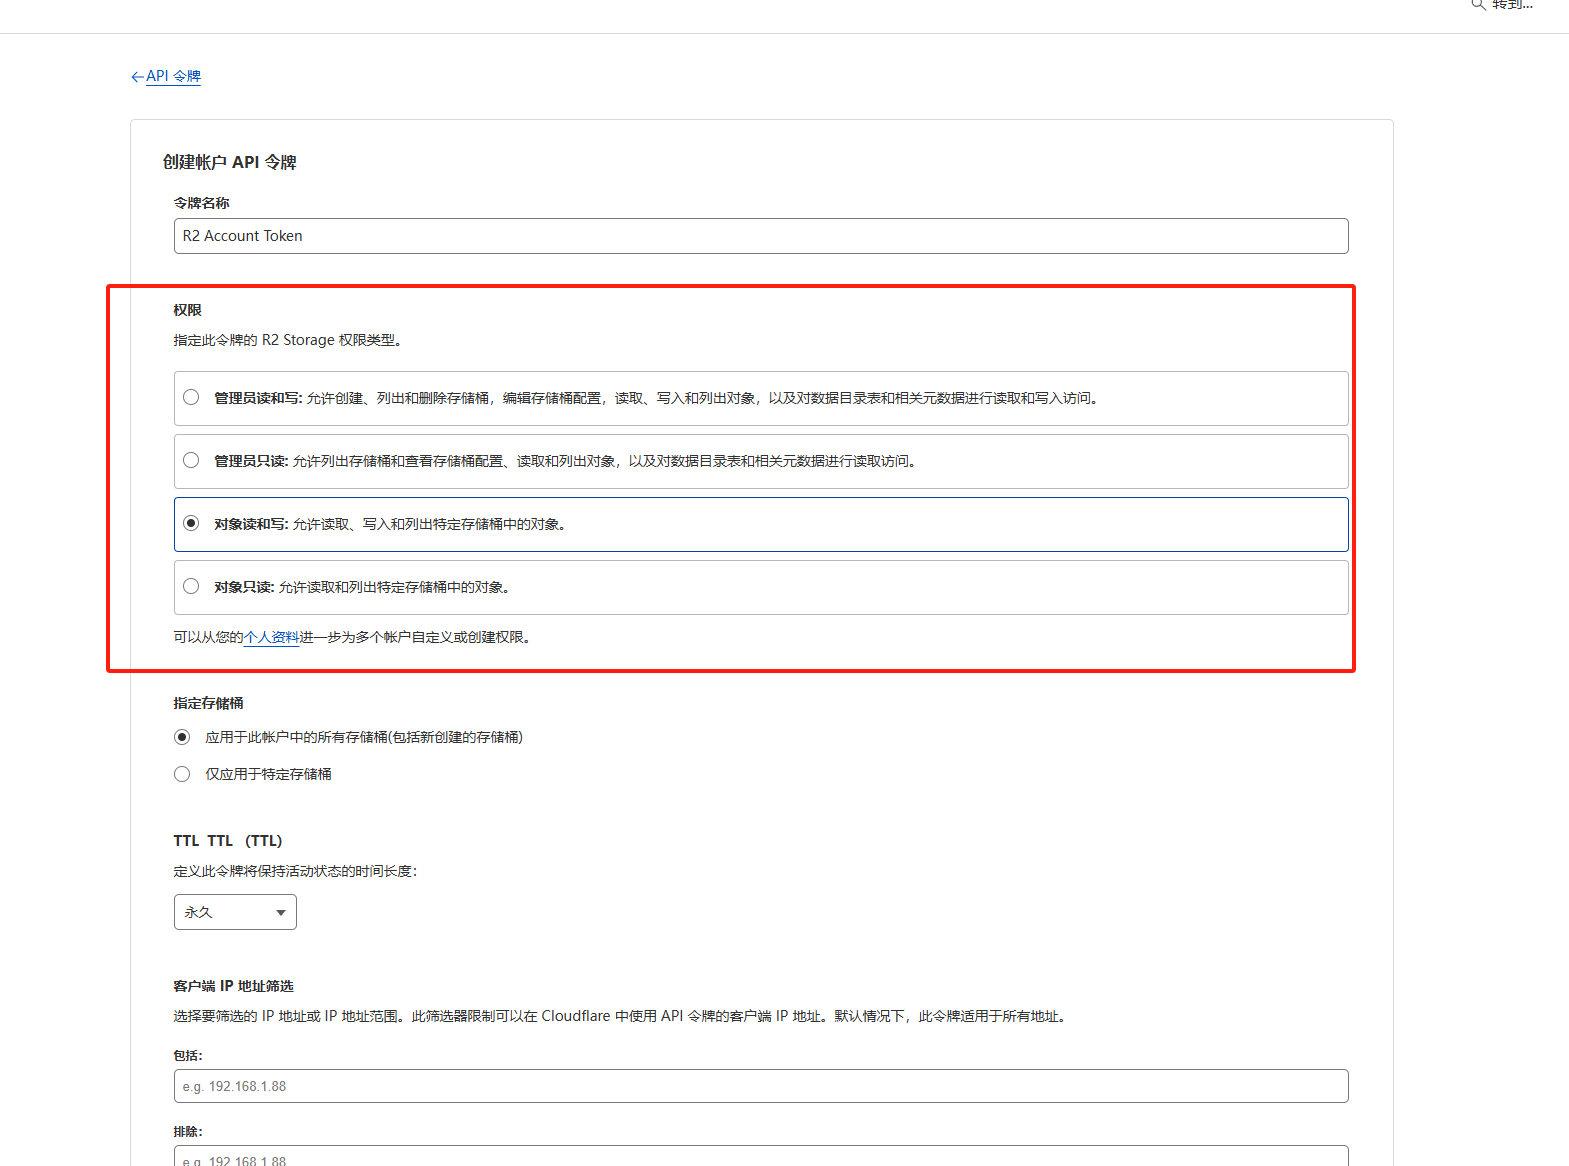 转到...
←API 令牌
创建帐户 API 令牌
令牌名称
R2 Account Token
权限
指定此令牌的 R2 Storage 权限类型。
管理员读和写: 允许创建、列出和删除存储桶，编辑存储桶配置，读取、写入和列出对象，以及对数据目录表和相关元数据进行读取和写入访问。
管理员只读: 允许列出存储桶和查看存储桶配置、读取和列出对象，以及对数据目录表和相关元数据进行读取访问。
对象读和写: 允许读取、写入和列出特定存储桶中的对象。
对象只读: 允许读取和列出特定存储桶中的对象。
可以从您的个人资料进一步为多个帐户自定义或创建权限。
指定存储桶
应用于此帐户中的所有存储桶(包括新创建的存储桶)
仅应用于特定存储桶
TTL TTL （TTL)
定义此令牌将保持活动状态的时间长度：
永久
客户端 IP 地址筛选
选择要筛选的 IP 地址或 IP 地址范围。此筛选器限制可以在 Cloudflare 中使用 API 令牌的客户端 IP 地址。默认情况下，此令牌适用于所有地址。
包括:
e.g. 192.168.1.88
排除:
e.g. 192.168.1.88